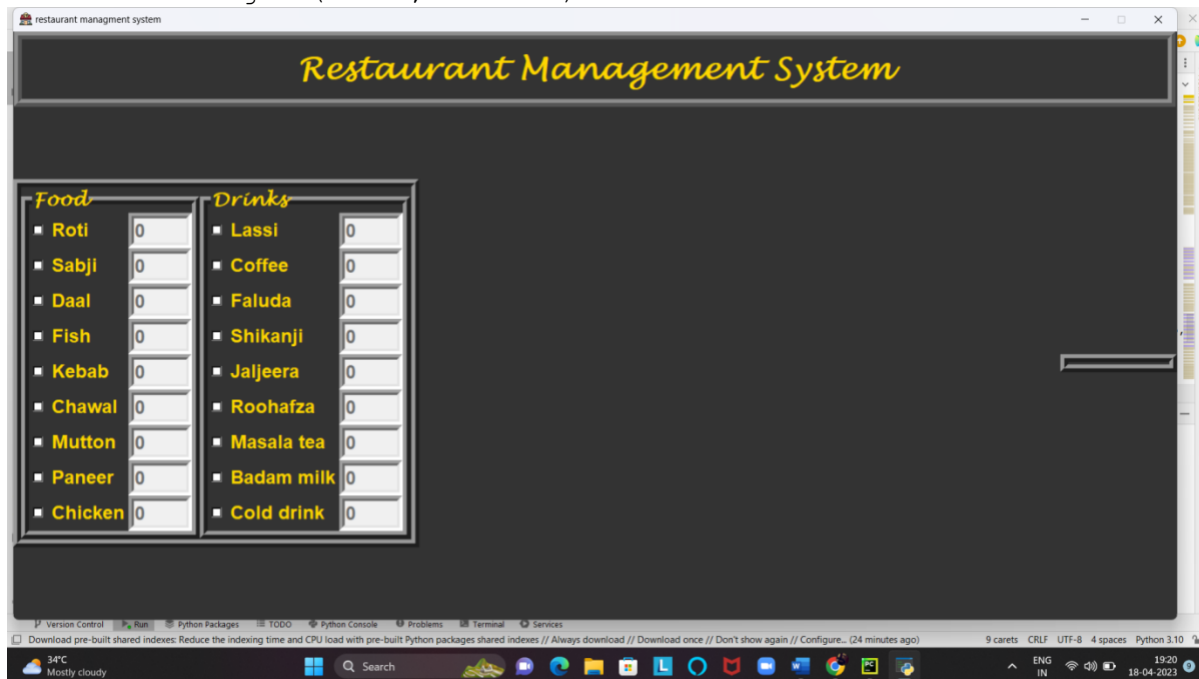 restaurant managment system
Restaurant Management System
Food Drinks
Roti 0 Lassi 0
Sabji 0 Coffee 0
Daal 0 Faluda 0
Fish 0 Shikanji 0
Kebab 0 Jaljeera 0
Chawal 0 Roohafza 0
Mutton 0 Masala tea 0
Paneer 0 Badam milk 0
Chicken 0 Cold drink 0
Version Control Run Python Packages TODO Python Console Problems Terminal Services
Download pre-built shared indexes: Reduce the indexing time and CPU load with pre-built Python packages shared indexes // Always download // Download once // Don't show again // Configure... (24 minutes ago) 9 carets CRLF UTF-8 4 spaces Python 3.10
34°C Search ENG 19:20
Mostly cloudy IN 18-04-2023